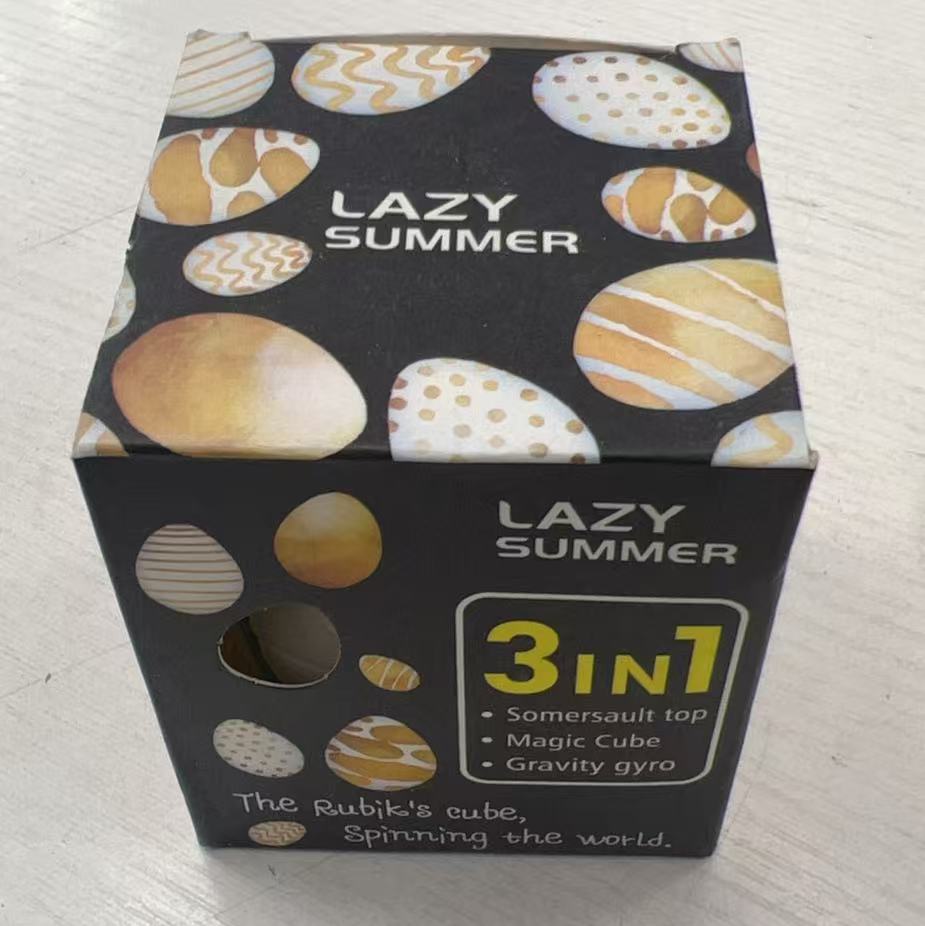 LAZY
SUMMER
LAZY
SUMMER
3IN1
• Somersault top
• Magic Cube
• Gravity gyro
The Rubik's cube,
Spinning the world.